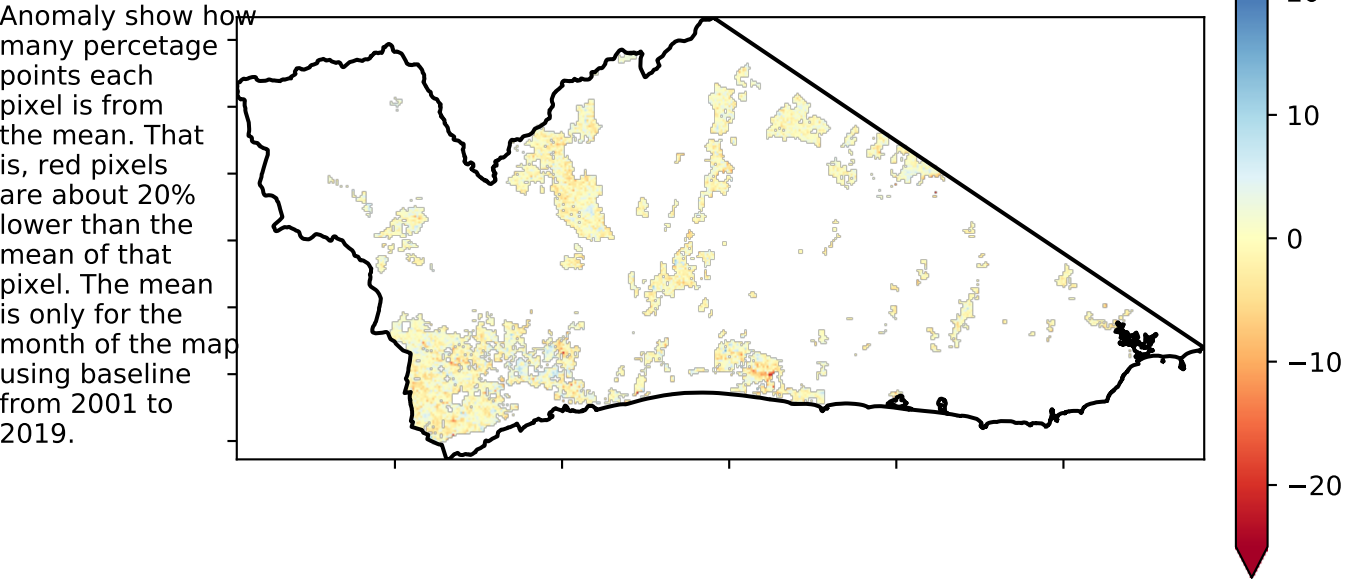 Anomaly show how
many percetage
points each
pixel is from
the mean. That
is, red pixels
are about 20%
lower than the
mean of that
pixel. The mean
is only for the
month of the map
using baseline
from 2001 to
2019.
10
0
−10
−20